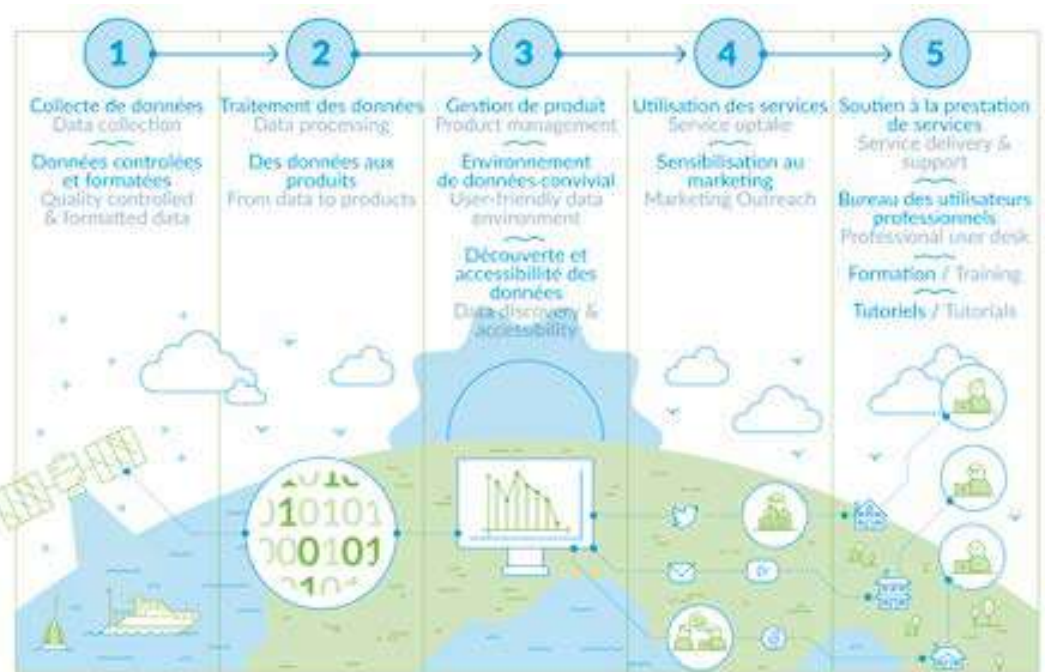 1
Collecte de données
Data collection
Données controlées
et formatées
Quality controlled
& formatted data
2
Traitement des données
Data processing
Des données aux
produits
From data to products
3
Gestion de produit
Product management
Environnement
de données convivial
User-friendly data
environment
Découverte et
accessibilité des
données
Data discovery &
accessibility
4
Utilisation des services
Service uptake
Sensibilisation au
marketing
Marketing Outreach
5
Soutien à la prestation
de services
Service delivery &
support
Bureau des utilisateurs
professionnels
Professional user desk
Formation / Training
Tutoriels / Tutorials
010101
000101